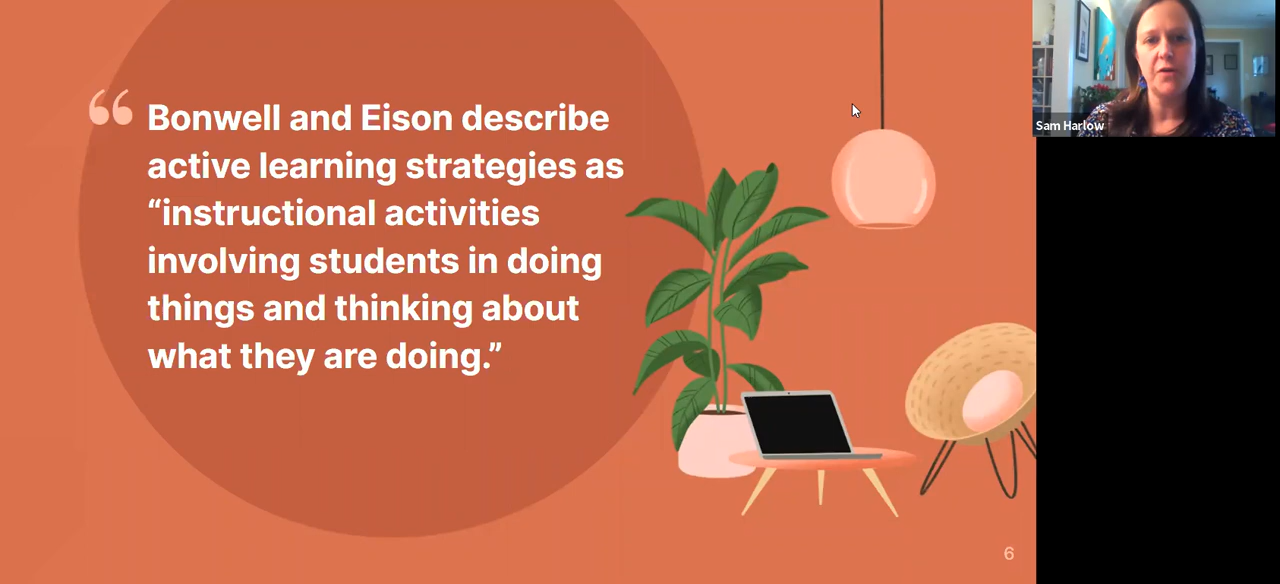 “
Bonwell and Eison describe
active learning strategies as
“instructional activities
involving students in doing
things and thinking about
what they are doing.”
Sam Harlow
6